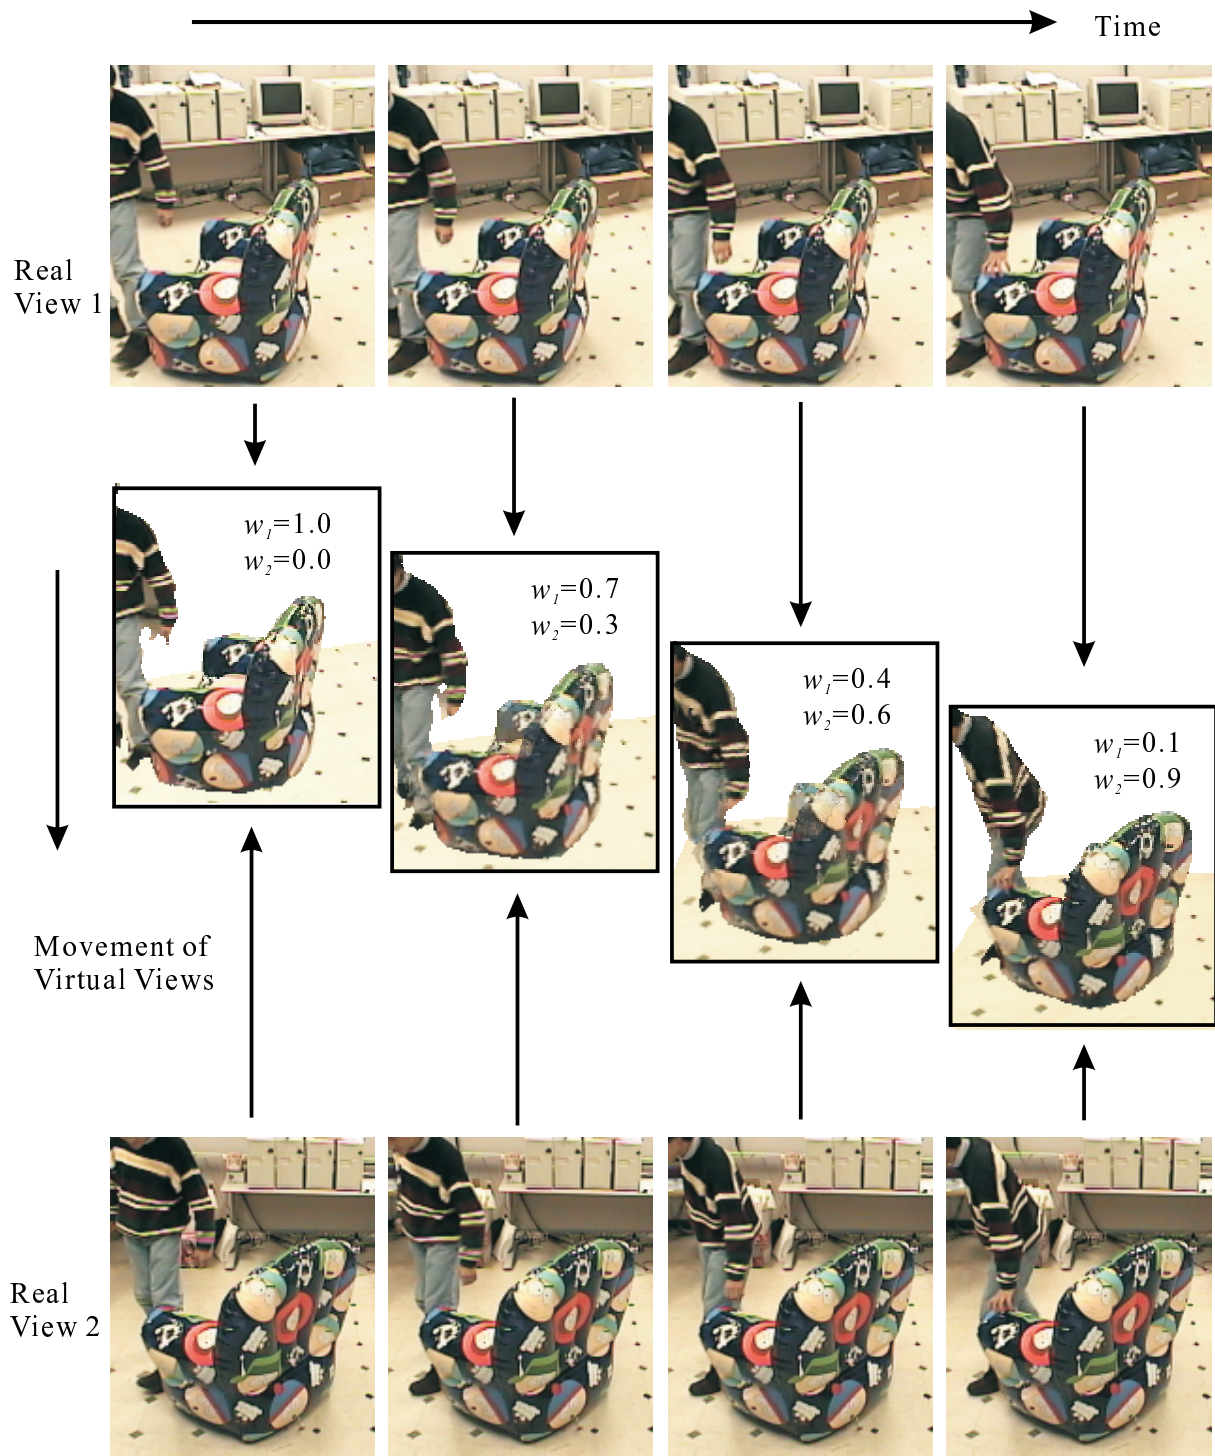 Time
Real
View 1
w1=1.0
w2=0.0
w1=0.7
w2=0.3
w1=0.4
w2=0.6
w1=0.1
w2=0.9
Movement of
Virtual Views
Real
View 2